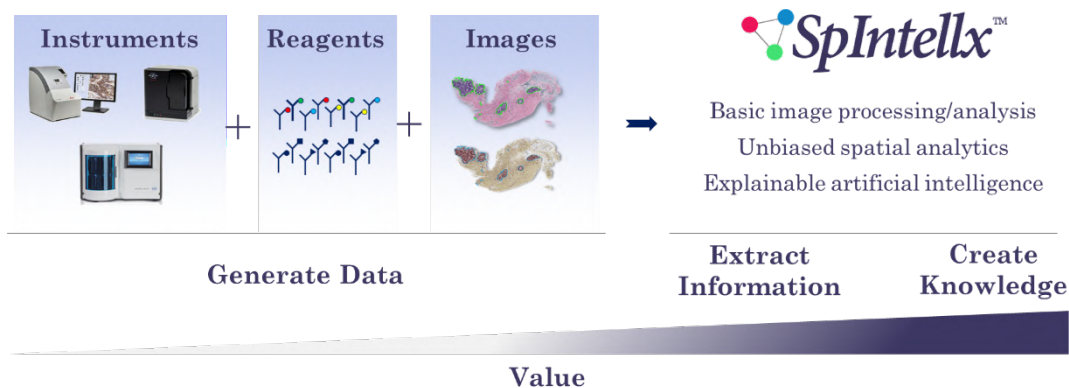 Instruments
Reagents
Images
+
+
SpIntellx™
Basic image processing/analysis
Unbiased spatial analytics
Explainable artificial intelligence
Generate Data
Extract
Information
Create
Knowledge
Value